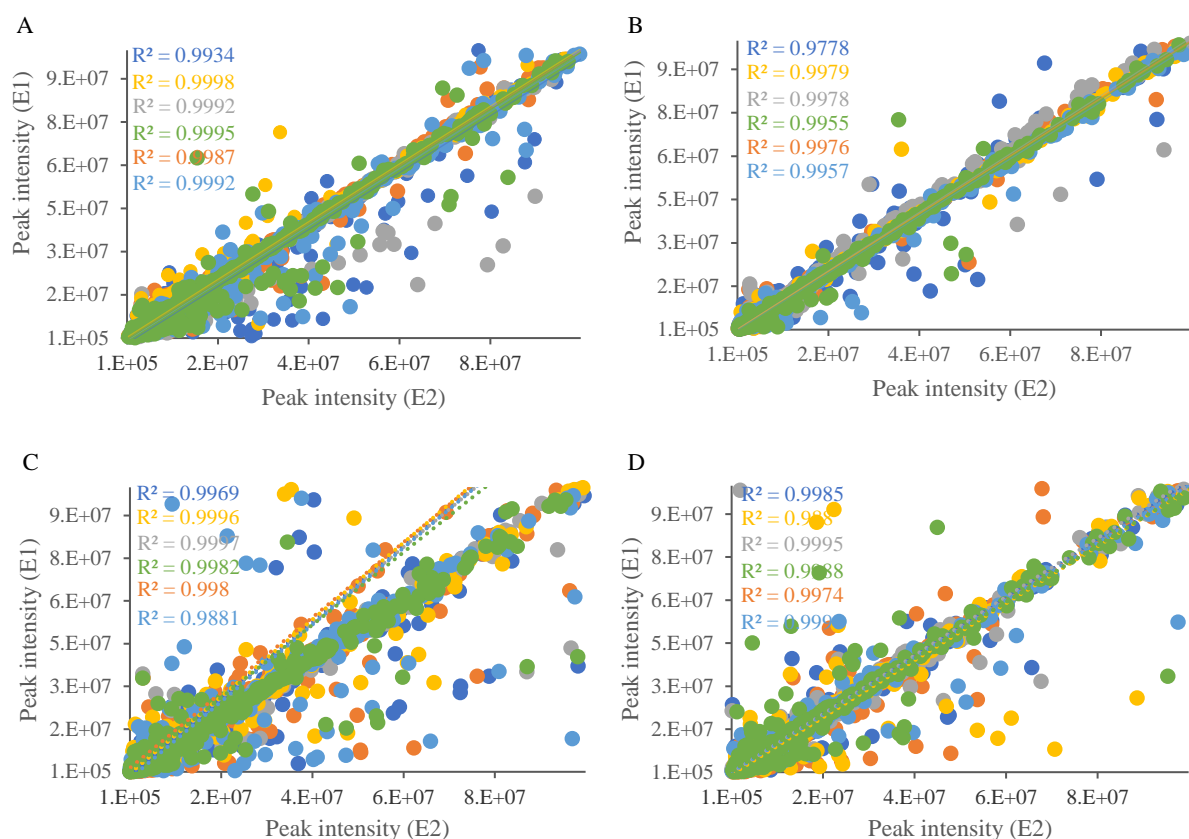 A
R² = 0.9934
R² = 0.9998
R² = 0.9992
R² = 0.9995
R² = 0.9987
R² = 0.9992
9.E+07
8.E+07
6.E+07
5.E+07
3.E+07
2.E+07
1.E+05
1.E+05 2.E+07 4.E+07 6.E+07 8.E+07
Peak intensity (E1)
Peak intensity (E2)
B
R² = 0.9778
R² = 0.9979
R² = 0.9978
R² = 0.9955
R² = 0.9976
R² = 0.9957
9.E+07
8.E+07
6.E+07
5.E+07
3.E+07
2.E+07
1.E+05
1.E+05 2.E+07 4.E+07 6.E+07 8.E+07
Peak intensity (E1)
Peak intensity (E2)
C
R² = 0.9969
R² = 0.9996
R² = 0.9997
R² = 0.9982
R² = 0.998
R² = 0.9881
9.E+07
8.E+07
6.E+07
5.E+07
3.E+07
2.E+07
1.E+05
1.E+05 2.E+07 4.E+07 6.E+07 8.E+07
Peak intensity (E1)
Peak intensity (E2)
D
R² = 0.9985
R² =
R² = 0.9995
R² =
R² = 0.9974
R² =
9.E+07
8.E+07
6.E+07
5.E+07
3.E+07
2.E+07
1.E+05
1.E+05 2.E+07 4.E+07 6.E+07 8.E+07
Peak intensity (E1)
Peak intensity (E2)